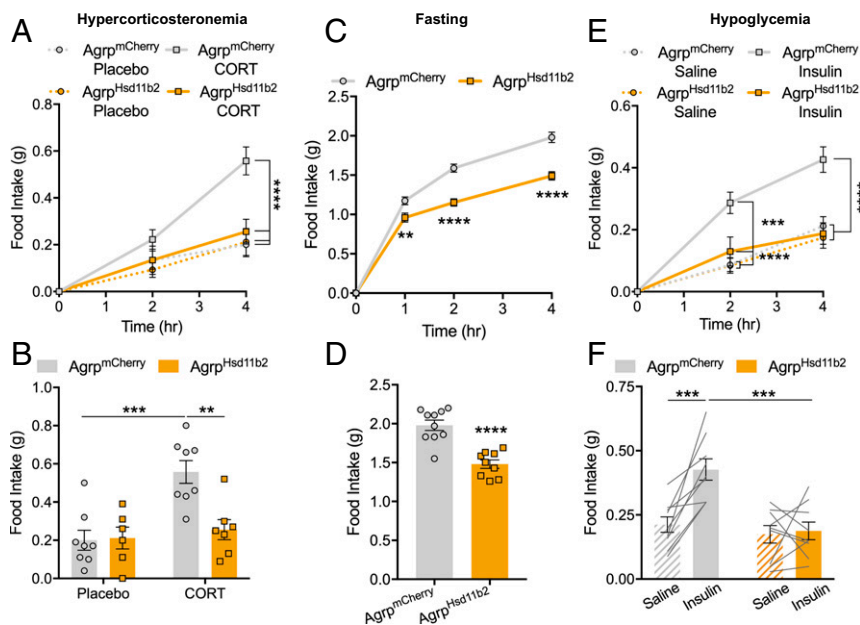 Hypercorticosteronemia
Fasting
Hypoglycemia
A
Agrp^mCherry Placebo
Agrp^mCherry CORT
Agrp^Hsd11b2 Placebo
Agrp^Hsd11b2 CORT
Food Intake (g)
0.8
0.6
0.4
0.2
0.0
****
0
1
2
3
4
Time (hr)
C
Agrp^mCherry
Agrp^Hsd11b2
Food Intake (g)
2.5
2.0
1.5
1.0
0.5
0.0
**
****
****
0
1
2
3
4
Time (hr)
E
Agrp^mCherry Saline
Agrp^mCherry Insulin
Agrp^Hsd11b2 Saline
Agrp^Hsd11b2 Insulin
Food Intake (g)
0.6
0.4
0.2
0.0
***
****
****
0
1
2
3
4
Time (hr)
B
Agrp^mCherry
Agrp^Hsd11b2
Food Intake (g)
1.0
0.8
0.6
0.4
0.2
0.0
***
**
Placebo
CORT
D
Food Intake (g)
2.5
2.0
1.5
1.0
0.5
0.0
****
Agrp^mCherry
Agrp^Hsd11b2
F
Agrp^mCherry
Agrp^Hsd11b2
Food Intake (g)
0.75
0.50
0.25
0.00
***
***
Saline
Insulin
Saline
Insulin